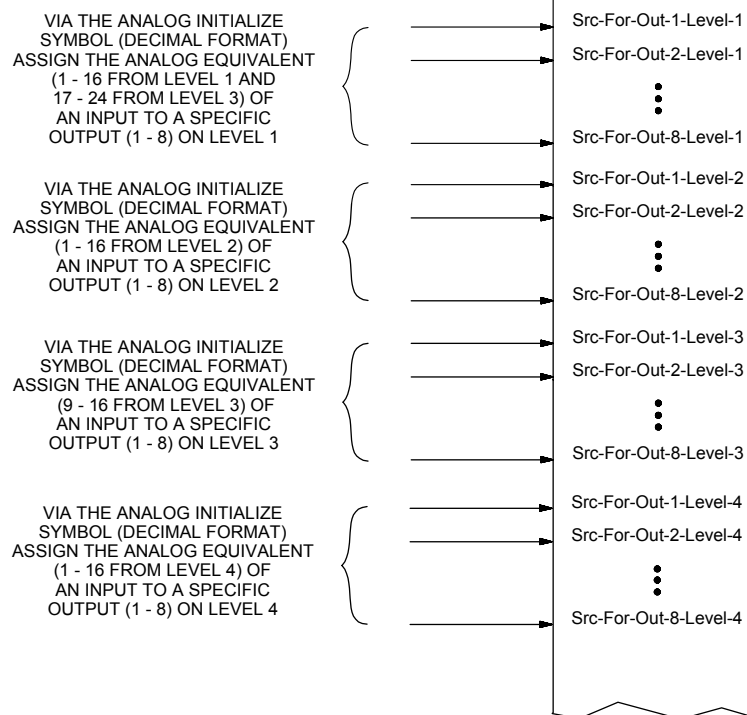 VIA THE ANALOG INITIALIZE
SYMBOL (DECIMAL FORMAT)
ASSIGN THE ANALOG EQUIVALENT
(1 - 16 FROM LEVEL 1 AND
17 - 24 FROM LEVEL 3) OF
AN INPUT TO A SPECIFIC
OUTPUT (1 - 8) ON LEVEL 1
Src-For-Out-1-Level-1
Src-For-Out-2-Level-1
Src-For-Out-8-Level-1
VIA THE ANALOG INITIALIZE
SYMBOL (DECIMAL FORMAT)
ASSIGN THE ANALOG EQUIVALENT
(1 - 16 FROM LEVEL 2) OF
AN INPUT TO A SPECIFIC
OUTPUT (1 - 8) ON LEVEL 2
Src-For-Out-1-Level-2
Src-For-Out-2-Level-2
Src-For-Out-8-Level-2
VIA THE ANALOG INITIALIZE
SYMBOL (DECIMAL FORMAT)
ASSIGN THE ANALOG EQUIVALENT
(9 - 16 FROM LEVEL 3) OF
AN INPUT TO A SPECIFIC
OUTPUT (1 - 8) ON LEVEL 3
Src-For-Out-1-Level-3
Src-For-Out-2-Level-3
Src-For-Out-8-Level-3
VIA THE ANALOG INITIALIZE
SYMBOL (DECIMAL FORMAT)
ASSIGN THE ANALOG EQUIVALENT
(1 - 16 FROM LEVEL 4) OF
AN INPUT TO A SPECIFIC
OUTPUT (1 - 8) ON LEVEL 4
Src-For-Out-1-Level-4
Src-For-Out-2-Level-4
Src-For-Out-8-Level-4